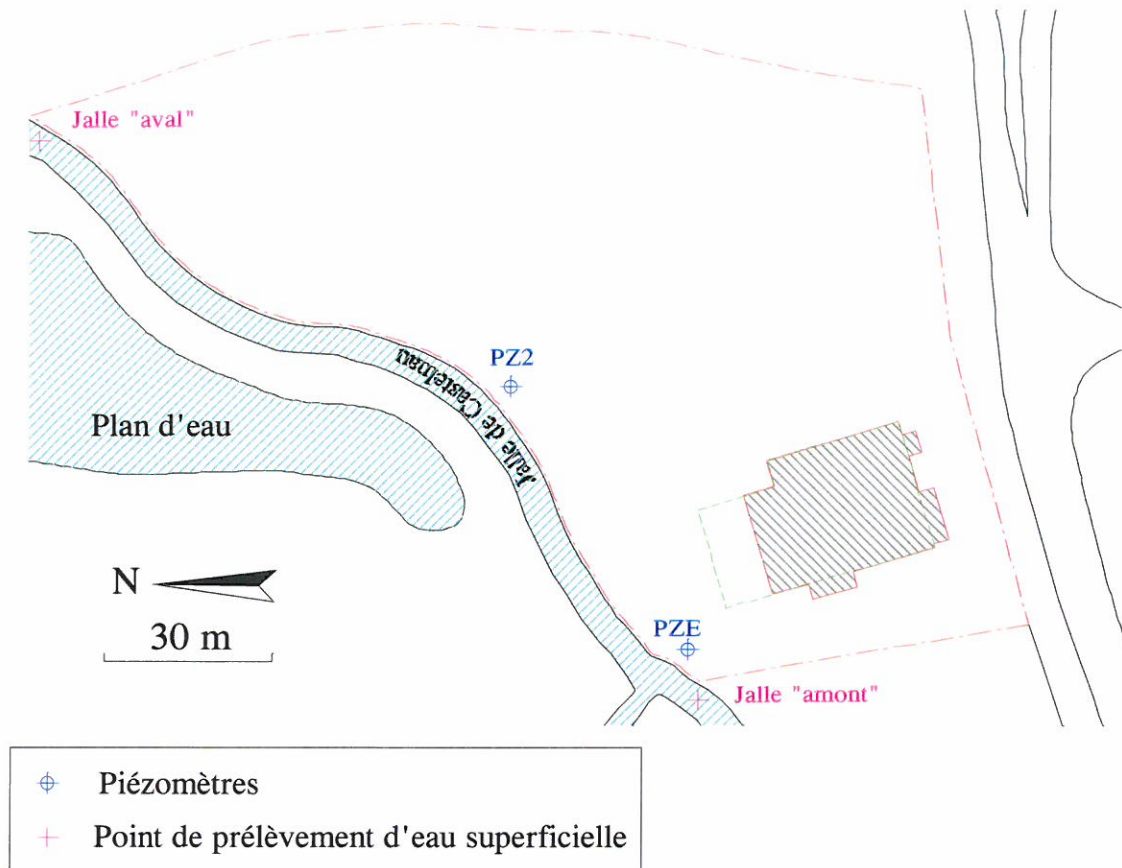 Jalle "aval"
PZ2
Jalle de Castelnau
Plan d'eau
N
30 m
PZE
Jalle "amont"
Piézomètres
Point de prélèvement d'eau superficielle